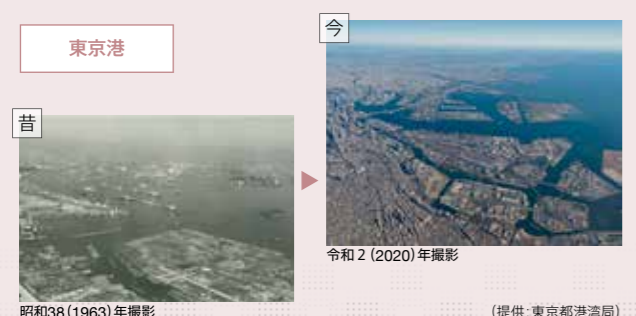 東京港
昔
昭和38(1963)年撮影
今
令和2(2020)年撮影
(提供:東京都港湾局)